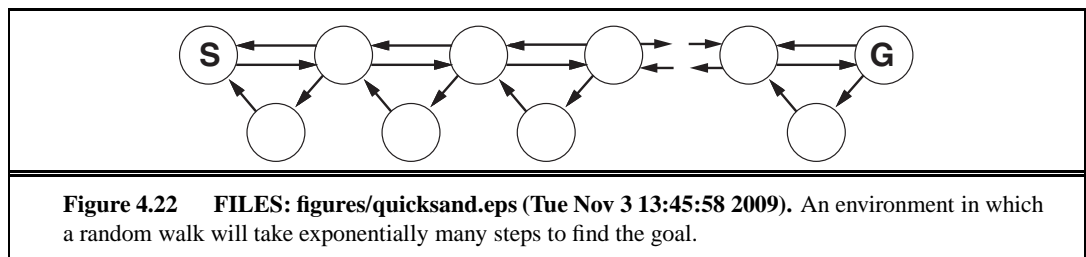 S G
Figure 4.22 FILES: figures/quicksand.eps (Tue Nov 3 13:45:58 2009). An environment in which
a random walk will take exponentially many steps to find the goal.